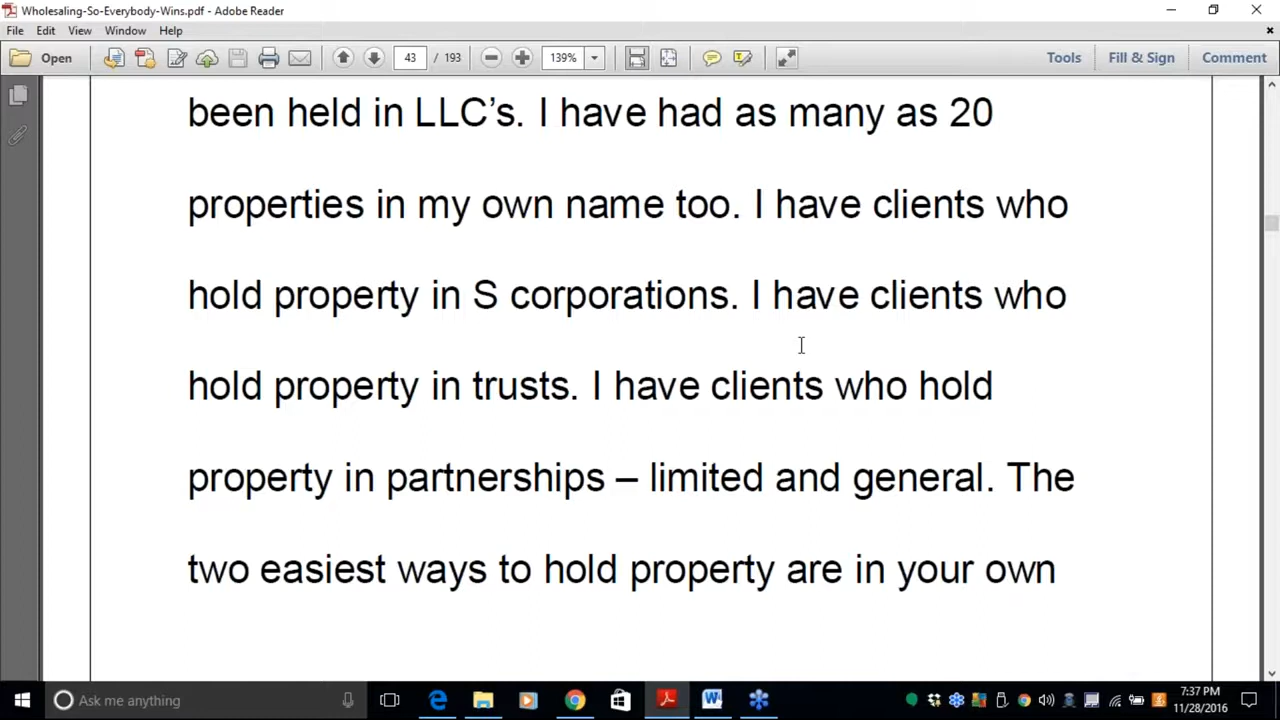 Wholesaling-So-Everybody-Wins.pdf - Adobe Reader
File Edit View Window Help
Open 43 / 193 139% Tools Fill & Sign Comment
been held in LLC’s. I have had as many as 20
properties in my own name too. I have clients who
hold property in S corporations. I have clients who
hold property in trusts. I have clients who hold
property in partnerships – limited and general. The
two easiest ways to hold property are in your own
Ask me anything
7:37 PM
11/28/2016